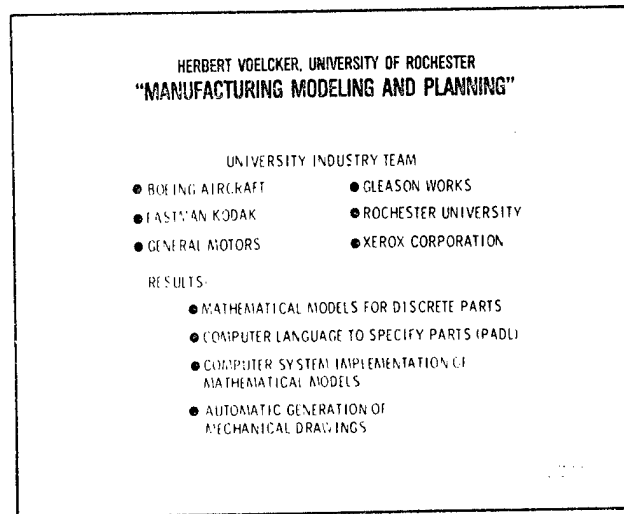 HERBERT VOELCKER, UNIVERSITY OF ROCHESTER
"MANUFACTURING MODELING AND PLANNING"
UNIVERSITY INDUSTRY TEAM
● BOEING AIRCRAFT
● EASTMAN KODAK
● GENERAL MOTORS
● GLEASON WORKS
● ROCHESTER UNIVERSITY
● XEROX CORPORATION
RESULTS:
● MATHEMATICAL MODELS FOR DISCRETE PARTS
● COMPUTER LANGUAGE TO SPECIFY PARTS (PADL)
● COMPUTER SYSTEM IMPLEMENTATION OF
MATHEMATICAL MODELS
● AUTOMATIC GENERATION OF
MECHANICAL DRAWINGS